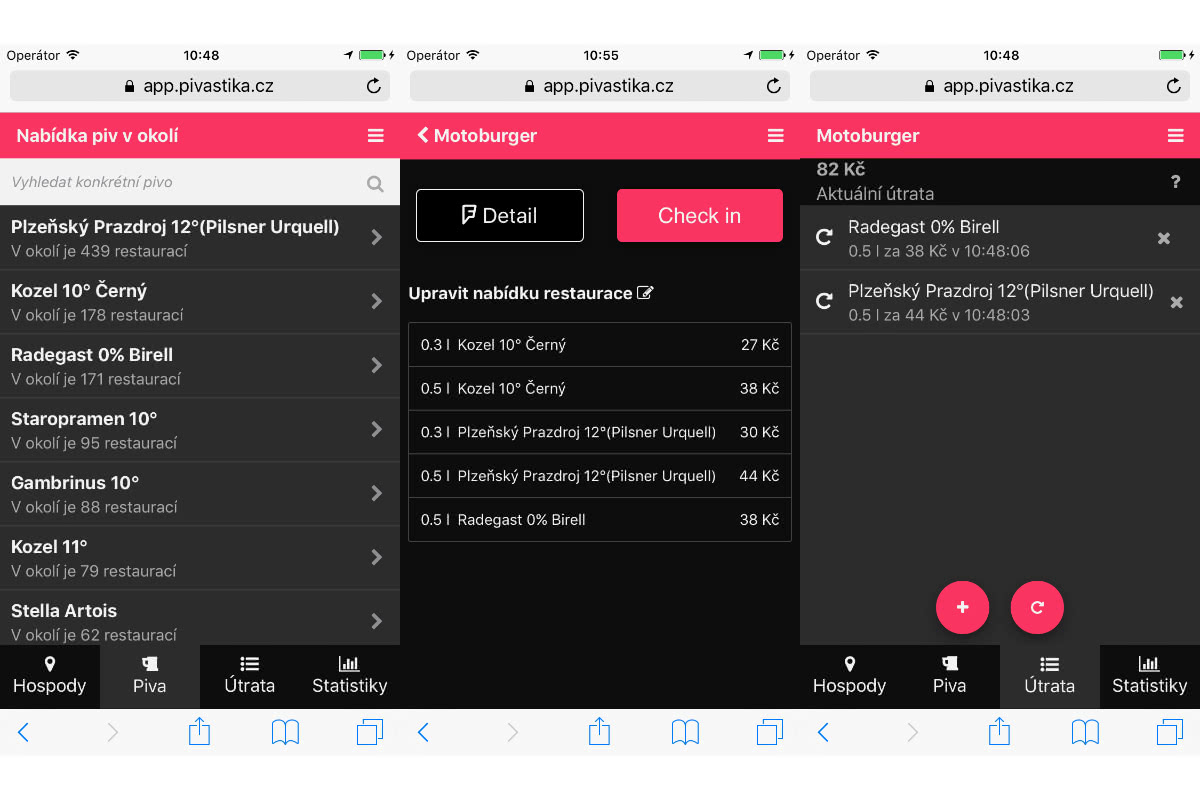 Operátor 10:48
app.pivastika.cz
Nabídka piv v okolí
Vyhledat konkrétní pivo
Plzeňský Prazdroj 12°(Pilsner Urquell)
V okolí je 439 restaurací
Kozel 10° Černý
V okolí je 178 restaurací
Radegast 0% Birell
V okolí je 171 restaurací
Staropramen 10°
V okolí je 95 restaurací
Gambrinus 10°
V okolí je 88 restaurací
Kozel 11°
V okolí je 79 restaurací
Stella Artois
V okolí je 62 restaurací
Hospody Piva Útrata Statistiky
Operátor 10:55
app.pivastika.cz
Motoburger
Detail Check in
Upravit nabídku restaurace
0.3 l Kozel 10° Černý 27 Kč
0.5 l Kozel 10° Černý 38 Kč
0.3 l Plzeňský Prazdroj 12°(Pilsner Urquell) 30 Kč
0.5 l Plzeňský Prazdroj 12°(Pilsner Urquell) 44 Kč
0.5 l Radegast 0% Birell 38 Kč
Operátor 10:48
app.pivastika.cz
Motoburger
82 Kč
Aktuální útrata ?
Radegast 0% Birell
0.5 l za 38 Kč v 10:48:06
Plzeňský Prazdroj 12°(Pilsner Urquell)
0.5 l za 44 Kč v 10:48:03
Hospody Piva Útrata Statistiky